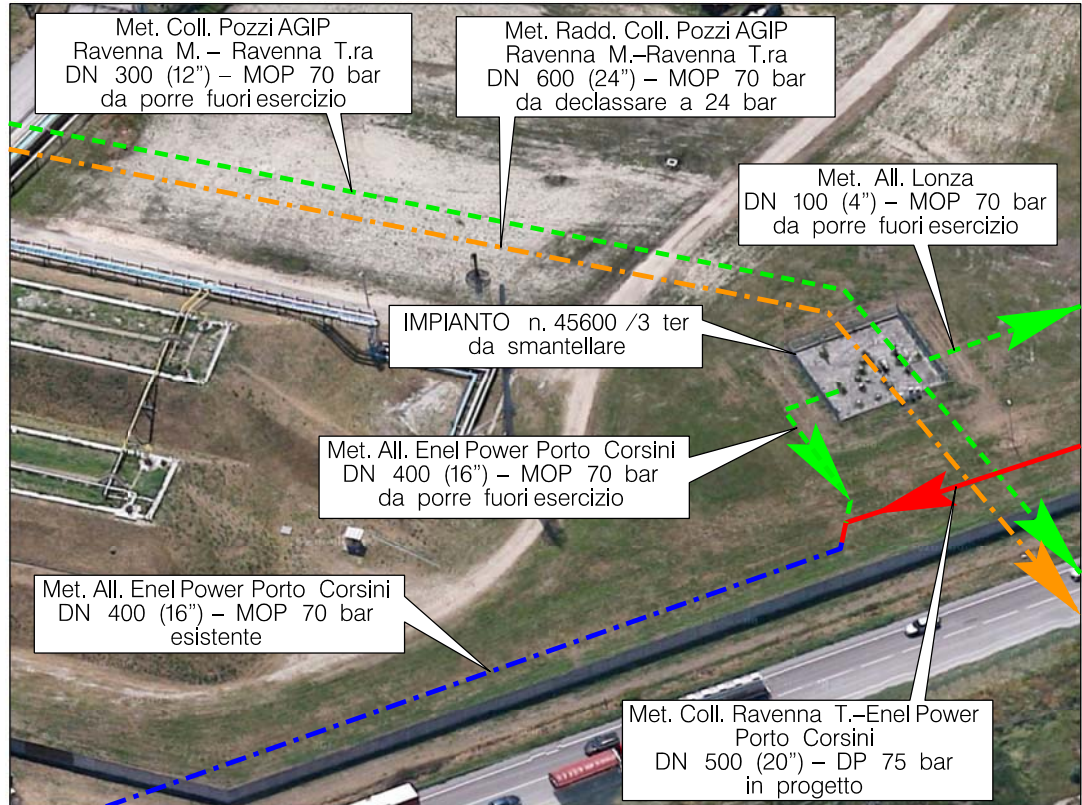 Met. Coll. Pozzi AGIP
Ravenna M. – Ravenna T.ra
DN 300 (12”) – MOP 70 bar
da porre fuori esercizio
Met. Radd. Coll. Pozzi AGIP
Ravenna M.–Ravenna T.ra
DN 600 (24”) – MOP 70 bar
da declassare a 24 bar
Met. All. Lonza
DN 100 (4”) – MOP 70 bar
da porre fuori esercizio
IMPIANTO n. 45600 /3 ter
da smantellare
Met. All. Enel Power Porto Corsini
DN 400 (16”) – MOP 70 bar
da porre fuori esercizio
Met. All. Enel Power Porto Corsini
DN 400 (16”) – MOP 70 bar
esistente
Met. Coll. Ravenna T.–Enel Power
Porto Corsini
DN 500 (20”) – DP 75 bar
in progetto